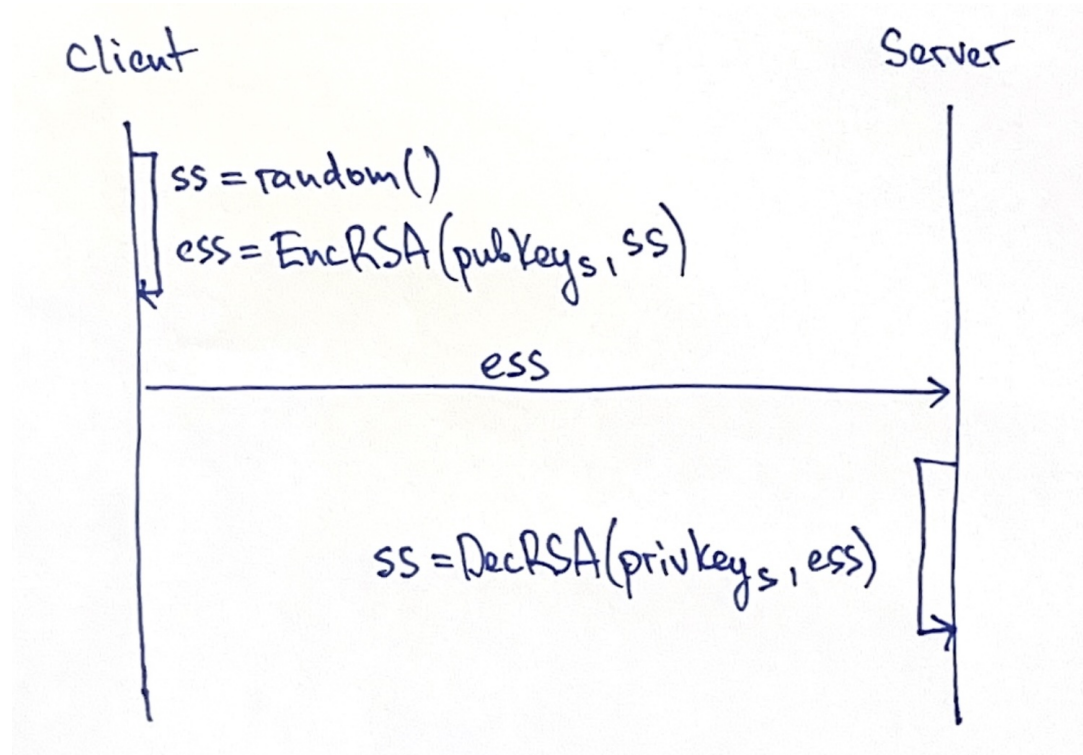 Client
Server
ss = random()
ess = EncRSA(pubkeys, ss)
ess
ss = DecRSA(privkeys, ess)